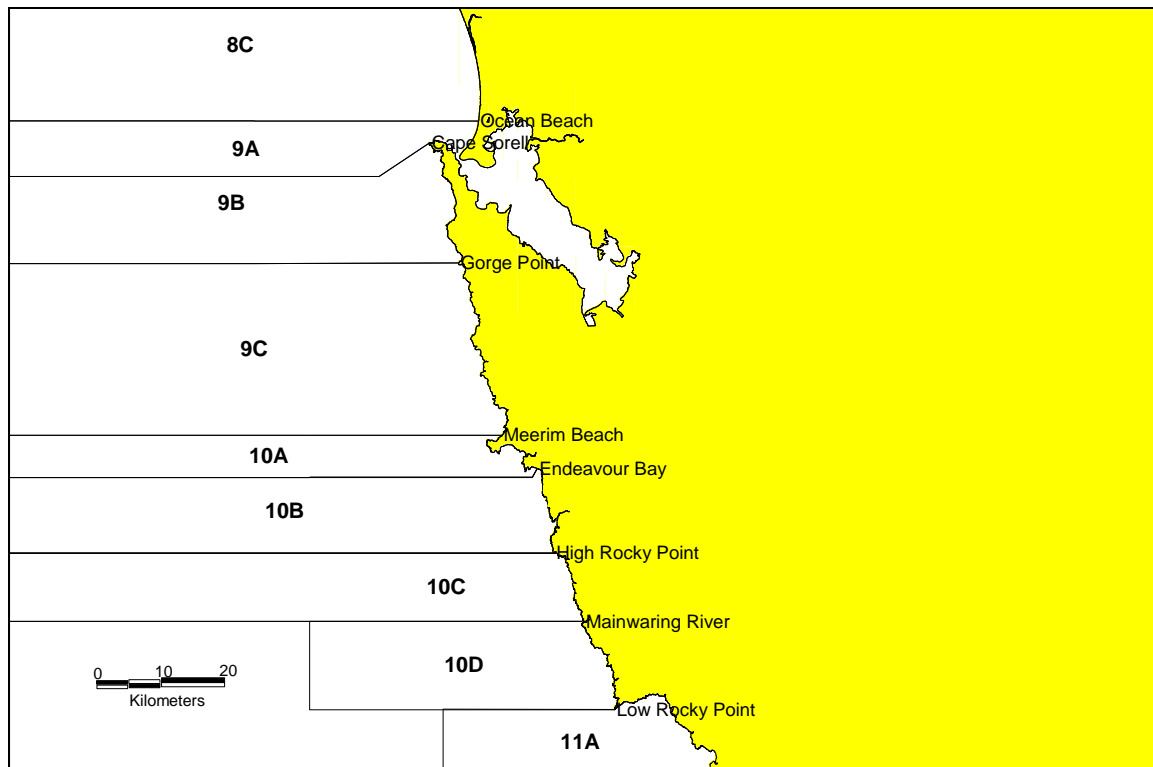 8C
Ocean Beach
Cape Sorell
9A
9B
Gorge Point
9C
Meerim Beach
10A
Endeavour Bay
10B
High Rocky Point
10C
Mainwaring River
10D
0 10 20
Kilometers
Low Rocky Point
11A